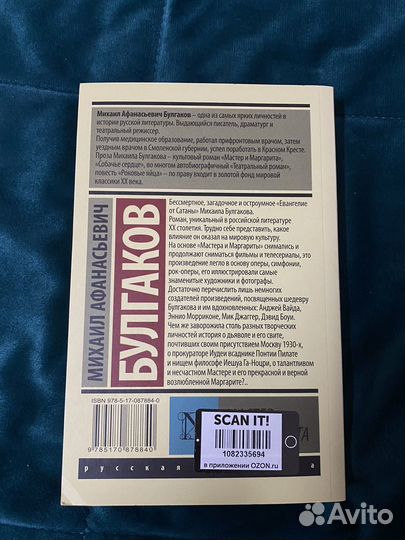 Михаил Афанасьевич Булгаков – одна из самых ярких личностей в
истории русской литературы. Выдающийся писатель, драматург и
театральный режиссер.
Получив медицинское образование, работал прифронтовым врачом, затем
уездным врачом в Смоленской губернии, успел поработать в Красном Кресте.
Проза Михаила Булгакова – культовый роман «Мастер и Маргарита»,
«Собачье сердце», во многом автобиографичный «Театральный роман»,
повесть «Роковые яйца» – по праву входит в золотой фонд мировой
классики XX века.
МИХАИЛ АФАНАСЬЕВИЧ
БУЛГАКОВ
Бессмертное, загадочное и остроумное «Евангелие
от Сатаны» Михаила Булгакова.
Роман, уникальный в российской литературе
XX столетия. Трудно себе представить, какое
влияние он оказал на мировую культуру.
На основе «Мастера и Маргариты» снимались и
продолжают сниматься фильмы и телесериалы, это
произведение легло в основу оперы, симфонии,
рок-оперы, его иллюстрировали самые
знаменитые художники и фотографы.
Достаточно перечислить лишь немногих
создателей произведений, посвященных шедевру
Булгакова и им вдохновленных: Анджей Вайда,
Эннио Морриконе, Мик Джаггер, Дэвид Боуи.
Чем же заворожила столь разных творческих
личностей история о дьяволе и его свите,
почтивших своим присутствием Москву 1930-х,
о прокураторе Иудеи всаднике Понтии Пилате
и нищем философе Иешуа Га-Ноцри, о талантливом
и несчастном Мастере и его прекрасной и верной
возлюбленной Маргарите?..
ISBN 978-5-17-087884-0
9 785170 878840
SCAN IT!
1082335694
в приложении OZON.ru
русская
а
Avito